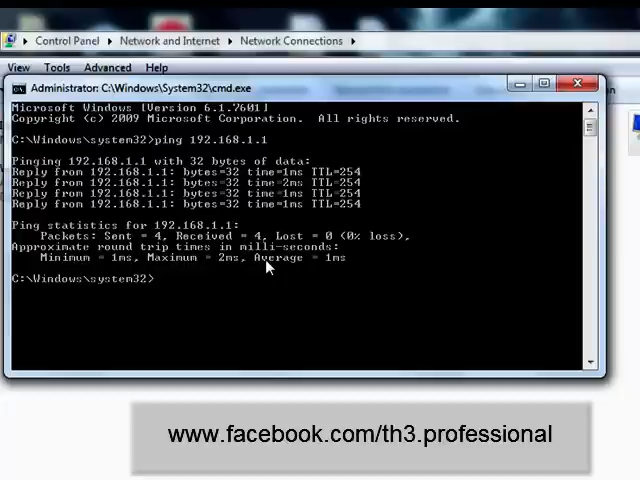 Control Panel Network and Internet Network Connections
View Tools Advanced Help
Administrator: C:\Windows\System32\cmd.exe
Microsoft Windows [Version 6.1.7601]
Copyright (c) 2009 Microsoft Corporation. All rights reserved.
C:\Windows\system32>ping 192.168.1.1
Pinging 192.168.1.1 with 32 bytes of data:
Reply from 192.168.1.1: bytes=32 time=1ms TTL=254
Reply from 192.168.1.1: bytes=32 time=2ms TTL=254
Reply from 192.168.1.1: bytes=32 time=1ms TTL=254
Reply from 192.168.1.1: bytes=32 time=1ms TTL=254
Ping statistics for 192.168.1.1:
Packets: Sent = 4, Received = 4, Lost = 0 (0% loss),
Approximate round trip times in milli-seconds:
Minimum = 1ms, Maximum = 2ms, Average = 1ms
C:\Windows\system32>
www.facebook.com/th3.professional